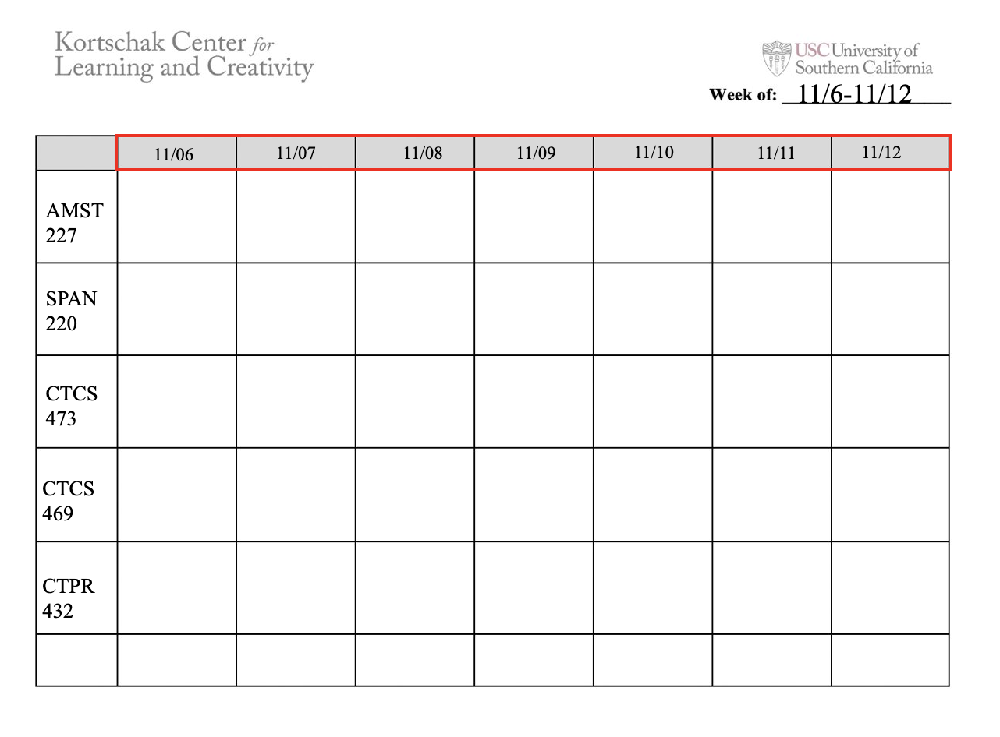 Kortschak Center for
Learning and Creativity
USC University of
Southern California
Week of: 11/6-11/12
11/06 11/07 11/08 11/09 11/10 11/11 11/12
AMST
227
SPAN
220
CTCS
473
CTCS
469
CTPR
432